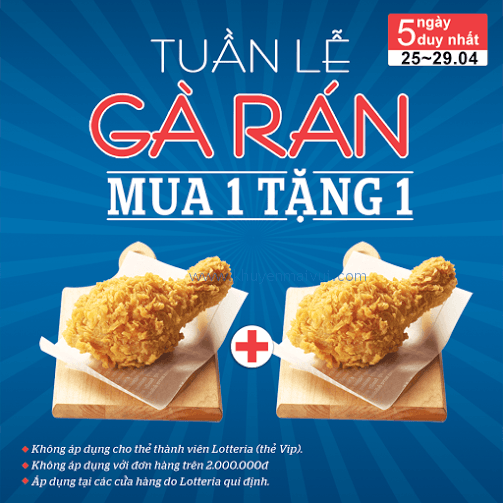 5 ngày
duy nhất
25~29.04
TUẦN LỄ
GÀ RÁN
MUA 1 TẶNG 1
Không áp dụng cho thẻ thành viên Lotteria (thẻ Vip).
Không áp dụng với đơn hàng trên 2.000.000đ
Áp dụng tại các cửa hàng do Lotteria qui định.